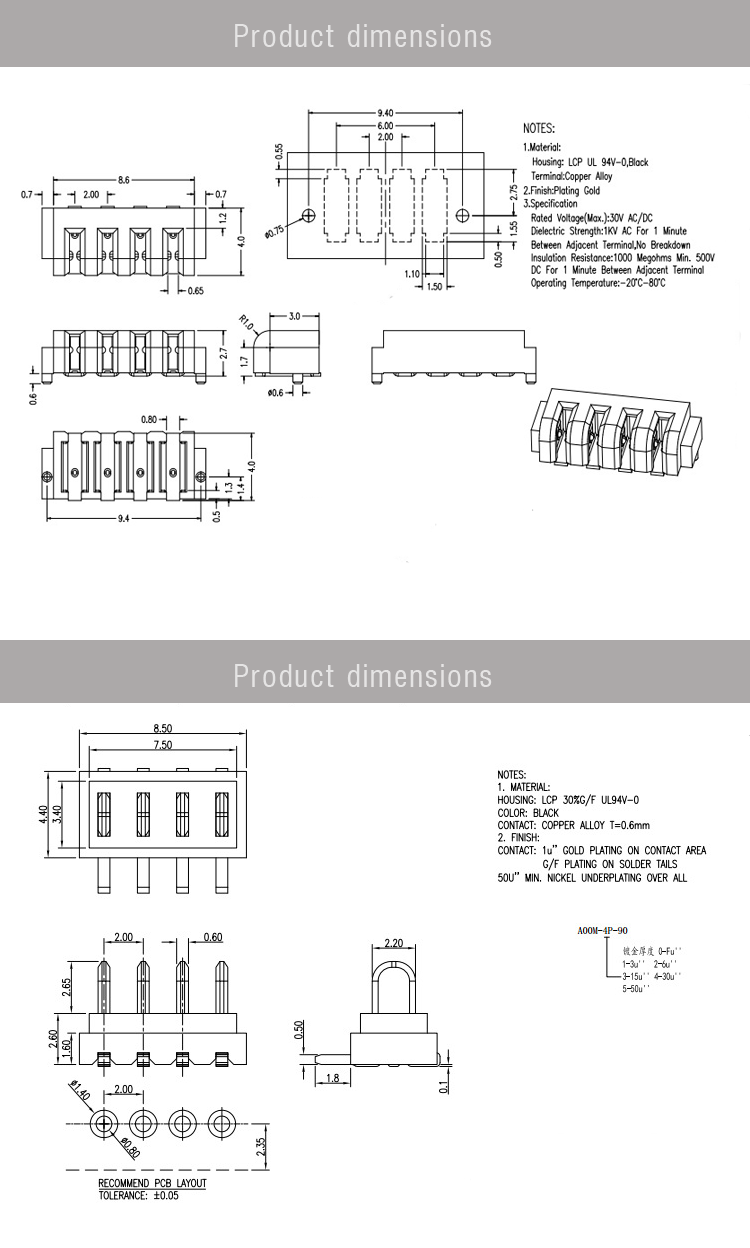 Product dimensions
9.40
6.00
2.00
0.55
ø0.75
2.75
1.55
0.50
1.10
1.50
8.6
0.7
2.00
0.7
1.2
4.0
0.65
NOTES:
1.Material:
Housing: LCP UL 94V-0,Black
Terminal:Copper Alloy
2.Finish:Plating Gold
3.Specification
Rated Voltage(Max.):30V AC/DC
Dielectric Strength:1KV AC For 1 Minute
Between Adjacent Terminal,No Breakdown
Insulation Resistance:1000 Megohms Min. 500V
DC For 1 Minute Between Adjacent Terminal
Operating Temperature:-20°C-80°C
2.7
0.6
R1.0
3.0
1.7
ø0.6
0.80
4.0
1.3
1.4
0.5
9.4
Product dimensions
8.50
7.50
4.40
3.40
NOTES:
1. MATERIAL:
HOUSING: LCP 30%G/F UL94V-0
COLOR: BLACK
CONTACT: COPPER ALLOY T=0.6mm
2. FINISH:
CONTACT: 1u" GOLD PLATING ON CONTACT AREA
G/F PLATING ON SOLDER TAILS
50U" MIN. NICKEL UNDERPLATING OVER ALL
A00M-4P-90
镀金厚度 0-Fu''
1-3u'' 2-6u''
3-15u'' 4-30u''
5-50u''
2.00
0.60
2.65
2.60
1.60
2.20
0.50
1.8
0.1
ø1.40
2.00
ø0.80
2.35
RECOMMEND PCB LAYOUT
TOLERANCE: ±0.05